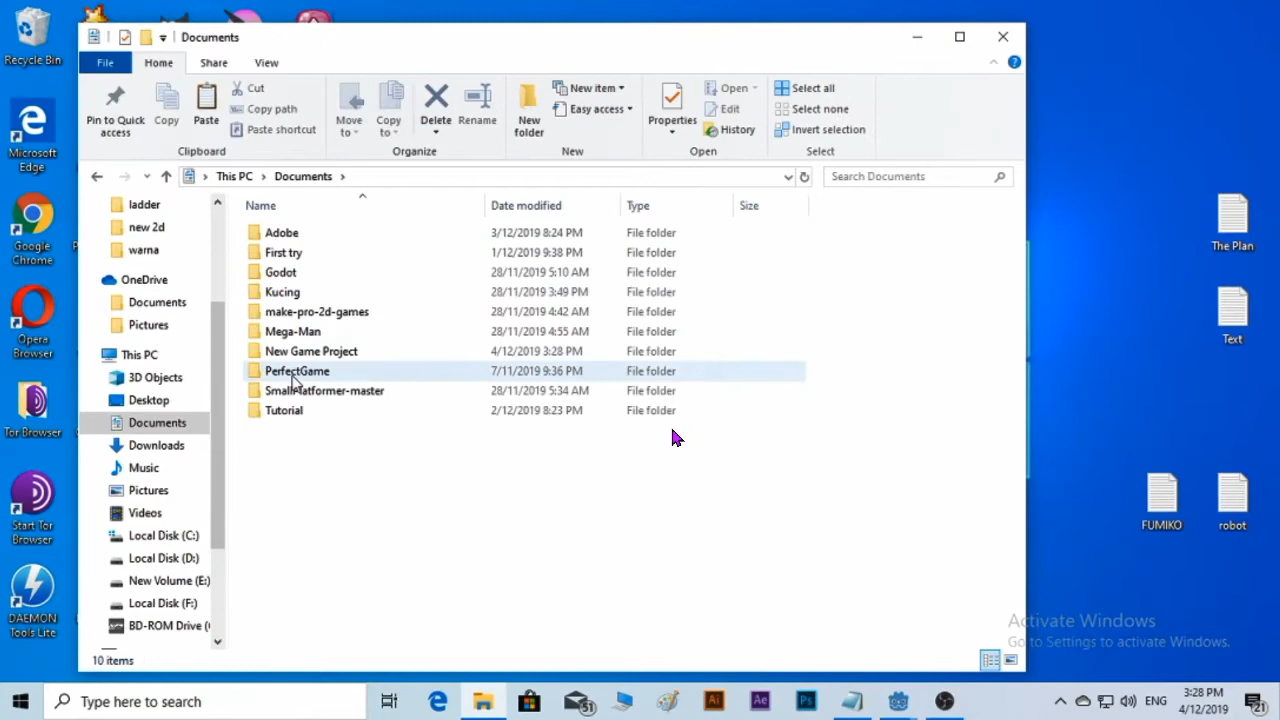 Recycle Bin
Microsoft Edge
Google Chrome
Opera Browser
Tor Browser
Start Tor Browser
DAEMON Tools Lite
Documents
File Home Share View
Pin to Quick access
Copy
Paste
Cut
Copy path
Paste shortcut
Clipboard
Move to
Copy to
Delete
Rename
Organize
New folder
New item
Easy access
New
Properties
Open
Edit
History
Open
Select all
Select none
Invert selection
Select
This PC Documents
Search Documents
ladder
new 2d
warna
OneDrive
Documents
Pictures
This PC
3D Objects
Desktop
Documents
Downloads
Music
Pictures
Videos
Local Disk (C:)
Local Disk (D:)
New Volume (E:)
Local Disk (F:)
BD-ROM Drive (
Name Date modified Type Size
Adobe 3/12/2019 8:24 PM File folder
First try 1/12/2019 9:38 PM File folder
Godot 28/11/2019 5:10 AM File folder
Kucing 28/11/2019 3:49 PM File folder
make-pro-2d-games 28/11/2019 4:42 AM File folder
Mega-Man 28/11/2019 4:55 AM File folder
New Game Project 4/12/2019 3:28 PM File folder
PerfectGame 7/11/2019 9:36 PM File folder
SmallPlatformer-master 28/11/2019 5:34 AM File folder
Tutorial 2/12/2019 8:23 PM File folder
10 items
The Plan
Text
FUMIKO
robot
Activate Windows
Go to Settings to activate Windows.
Type here to search
51
Ai
Ae
Ps
ENG
3:28 PM
4/12/2019
21